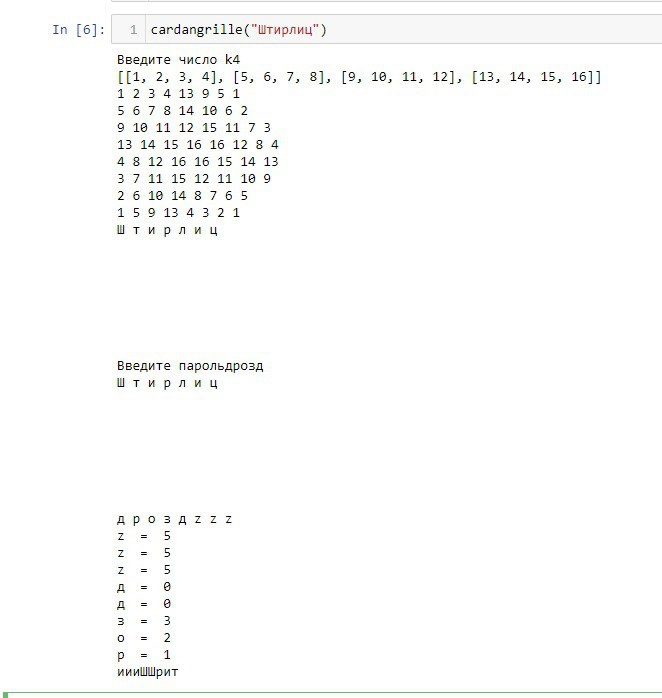 In [6]: 1 cardangrille("Штирлиц")
Введите число k4
[[1, 2, 3, 4], [5, 6, 7, 8], [9, 10, 11, 12], [13, 14, 15, 16]]
1 2 3 4 13 9 5 1
5 6 7 8 14 10 6 2
9 10 11 12 15 11 7 3
13 14 15 16 16 12 8 4
4 8 12 16 16 15 14 13
3 7 11 15 12 11 10 9
2 6 10 14 8 7 6 5
1 5 9 13 4 3 2 1
Ш т и р л и ц
Введите парольдрозд
Ш т и р л и ц
д р о з д z z z
z = 5
z = 5
z = 5
д = 0
д = 0
з = 3
о = 2
р = 1
иииШШрит